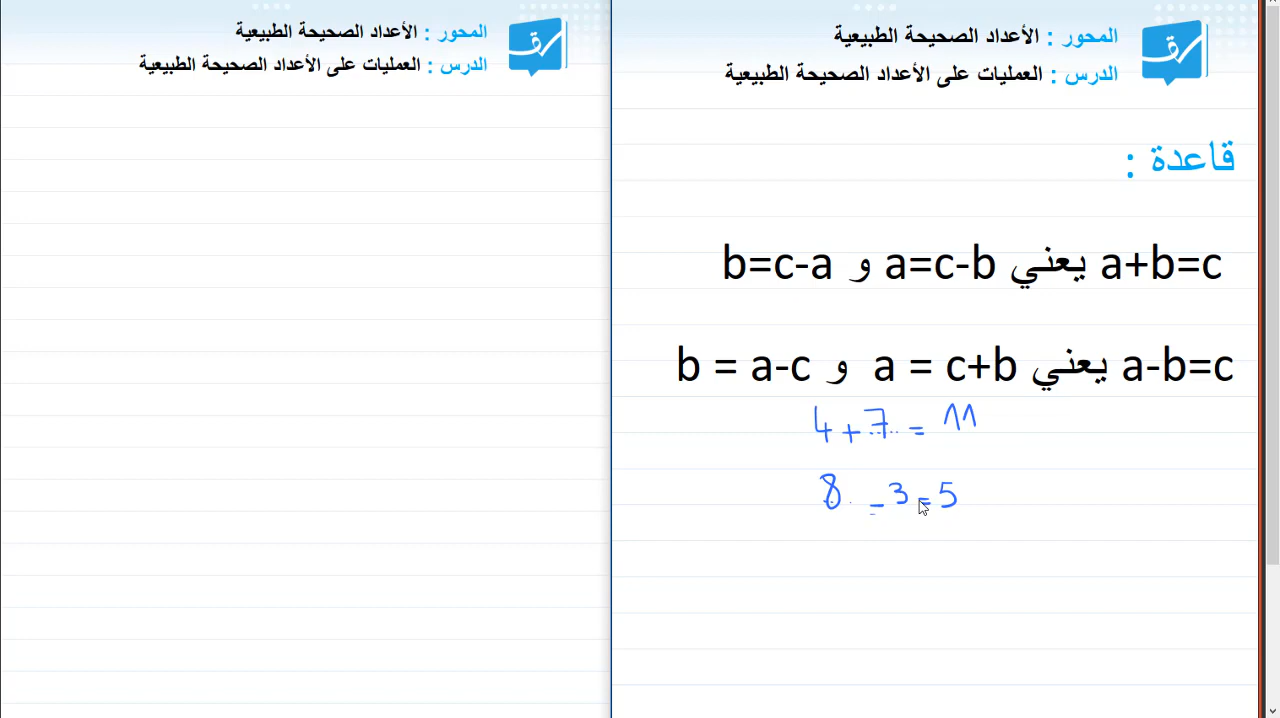 المحور : الأعداد الصحيحة الطبيعية
الدرس : العمليات على الأعداد الصحيحة الطبيعية
قاعدة :
a+b=c يعني a=c-b و b=c-a
a-b=c يعني a = c+b و b = a-c
4+7=11
8-3=5
المحور : الأعداد الصحيحة الطبيعية
الدرس : العمليات على الأعداد الصحيحة الطبيعية